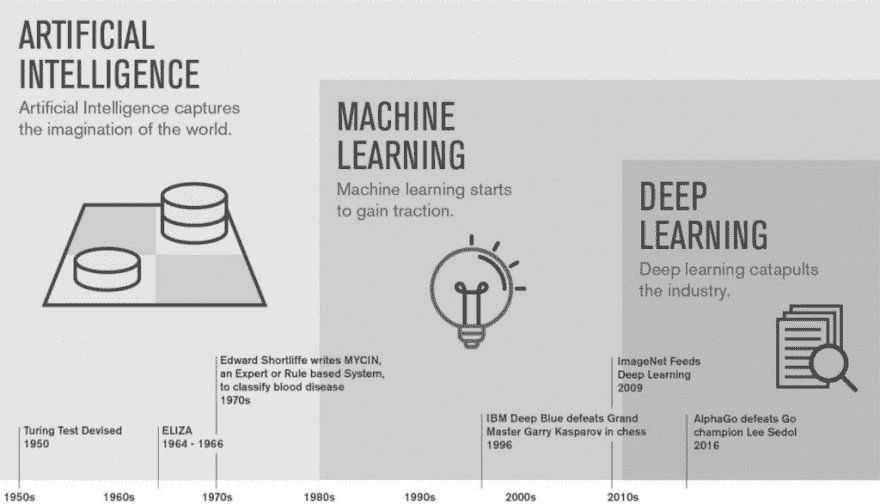 ARTIFICIAL
INTELLIGENCE
Artificial Intelligence captures
the imagination of the world.
MACHINE
LEARNING
Machine learning starts
to gain traction.
DEEP
LEARNING
Deep learning catapults
the industry.
Edward Shortliffe writes MYCIN,
an Expert or Rule based System,
to classify blood disease
1970s
ImageNet Feeds
Deep Learning
2009
Turing Test Devised
1950
ELIZA
1964 - 1966
IBM Deep Blue defeats Grand
Master Garry Kasparov in chess
1996
AlphaGo defeats Go
champion Lee Sedol
2016
1950s 1960s 1970s 1980s 1990s 2000s 2010s